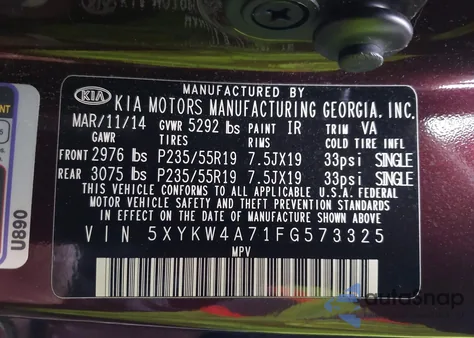 MANUFACTURED BY
KIA KIA MOTORS MANUFACTURING GEORGIA, INC.
MAR/11/14 GVWR 5292 lbs PAINT IR TRIM VA
GAWR TIRES RIMS COLD TIRE INFL
FRONT 2976 lbs P235/55R19 7.5JX19 33psi SINGLE
REAR 3075 lbs P235/55R19 7.5JX19 33psi SINGLE
THIS VEHICLE CONFORMS TO ALL APPLICABLE U.S.A. FEDERAL
MOTOR VEHICLE SAFETY AND THEFT PREVENTION STANDARDS
IN EFFECT ON THE DATE OF MANUFACTURE SHOWN ABOVE
VIN 5XYKW4A71FG573325
MPV
U890
autoSnap